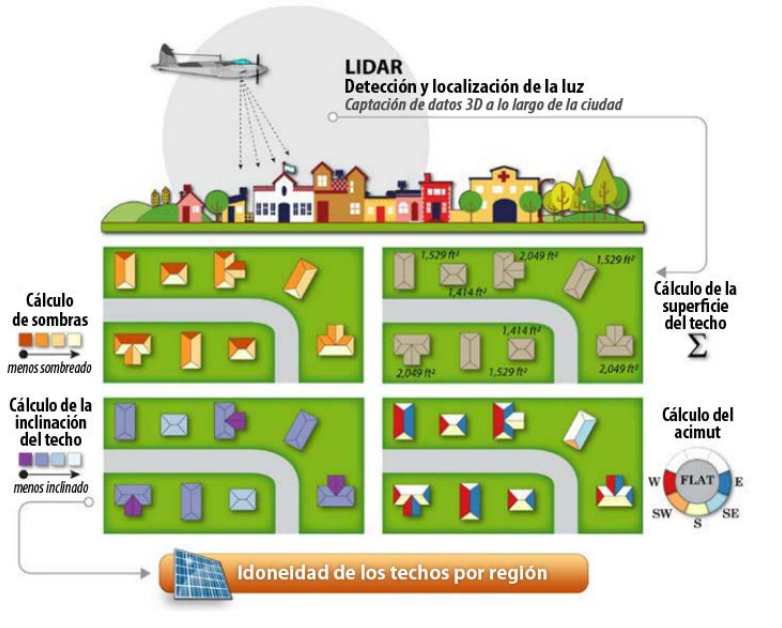 LIDAR
Detección y localización de la luz
Captación de datos 3D a lo largo de la ciudad
Cálculo
de sombras
menos sombreado
1,529 ft²
2,049 ft²
1,529 ft²
1,414 ft²
1,414 ft²
2,049 ft²
1,529 ft²
2,049 ft²
Cálculo de la
superficie
del techo
Σ
Cálculo de la
inclinación
del techo
menos inclinado
Cálculo del
acimut
W
FLAT
E
SW
S
SE
Idoneidad de los techos por región